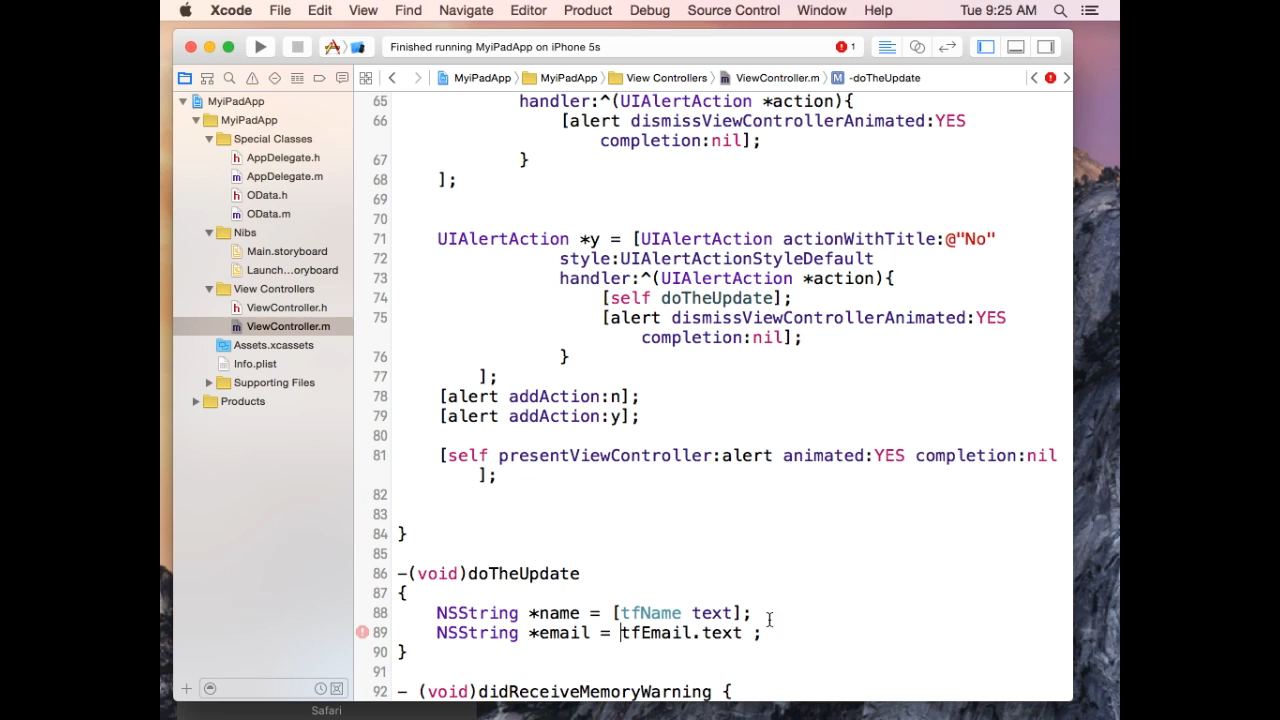 Xcode File Edit View Find Navigate Editor Product Debug Source Control Window Help Tue 9:25 AM
Finished running MyiPadApp on iPhone 5s 1
MyiPadApp MyiPadApp View Controllers ViewController.m M -doTheUpdate
MyiPadApp
MyiPadApp
Special Classes
h AppDelegate.h
m AppDelegate.m
h OData.h
m OData.m
Nibs
Main.storyboard
Launch...oryboard
View Controllers
h ViewController.h
m ViewController.m
Assets.xcassets
Info.plist
Supporting Files
Products
65 handler:^(UIAlertAction *action){
66 [alert dismissViewControllerAnimated:YES
completion:nil];
67 }
68 ];
69
70
71 UIAlertAction *y = [UIAlertAction actionWithTitle:@"No"
72 style:UIAlertActionStyleDefault
73 handler:^(UIAlertAction *action){
74 [self doTheUpdate];
75 [alert dismissViewControllerAnimated:YES
completion:nil];
76 }
77 ];
78 [alert addAction:n];
79 [alert addAction:y];
80
81 [self presentViewController:alert animated:YES completion:nil
];
82
83
84 }
85
86 -(void)doTheUpdate
87 {
88 NSString *name = [tfName text];
89 NSString *email = tfEmail.text ;
90 }
91
92 - (void)didReceiveMemoryWarning {
Safari